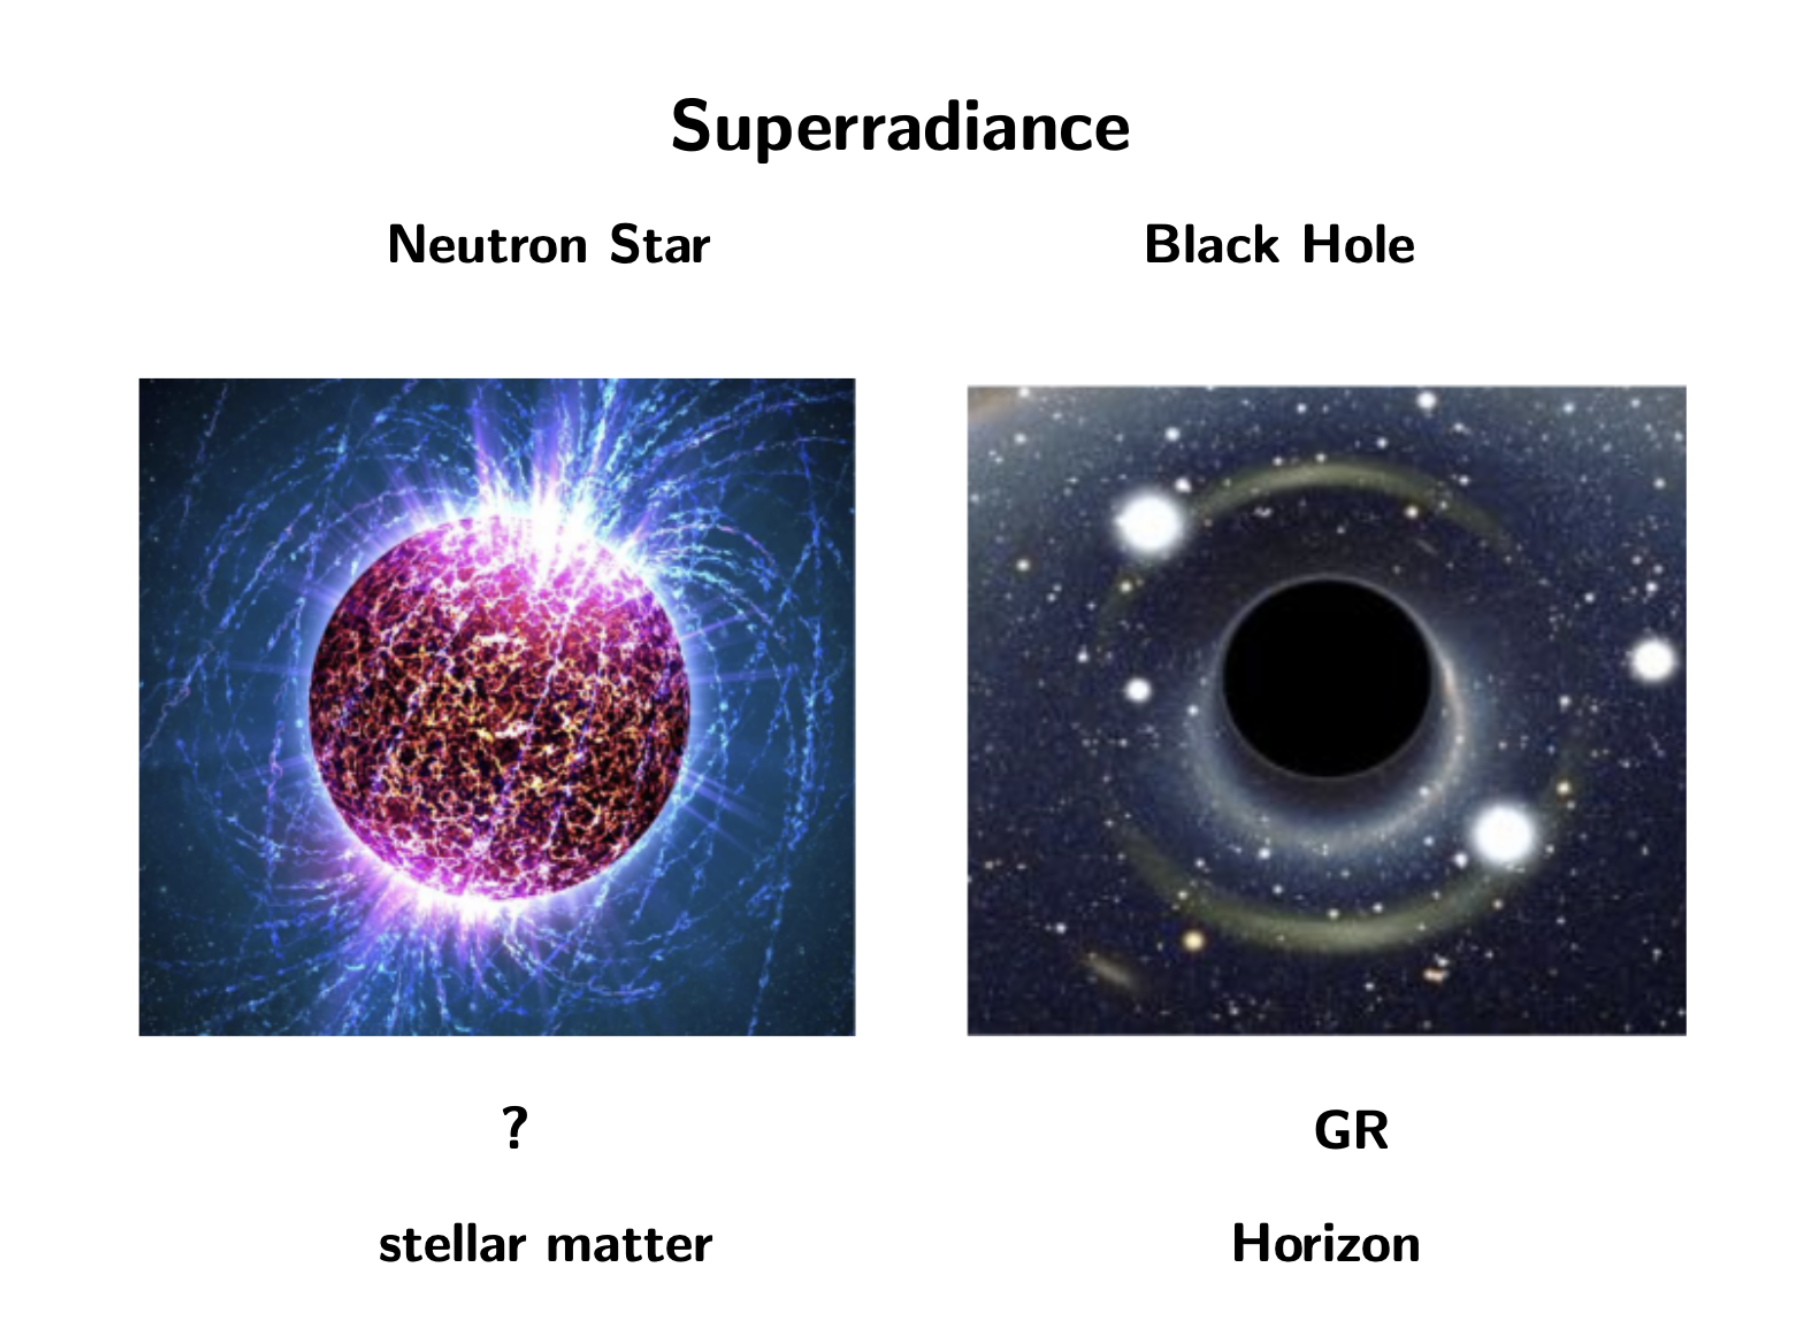 Superradiance
Neutron Star
Black Hole
?
GR
stellar matter
Horizon